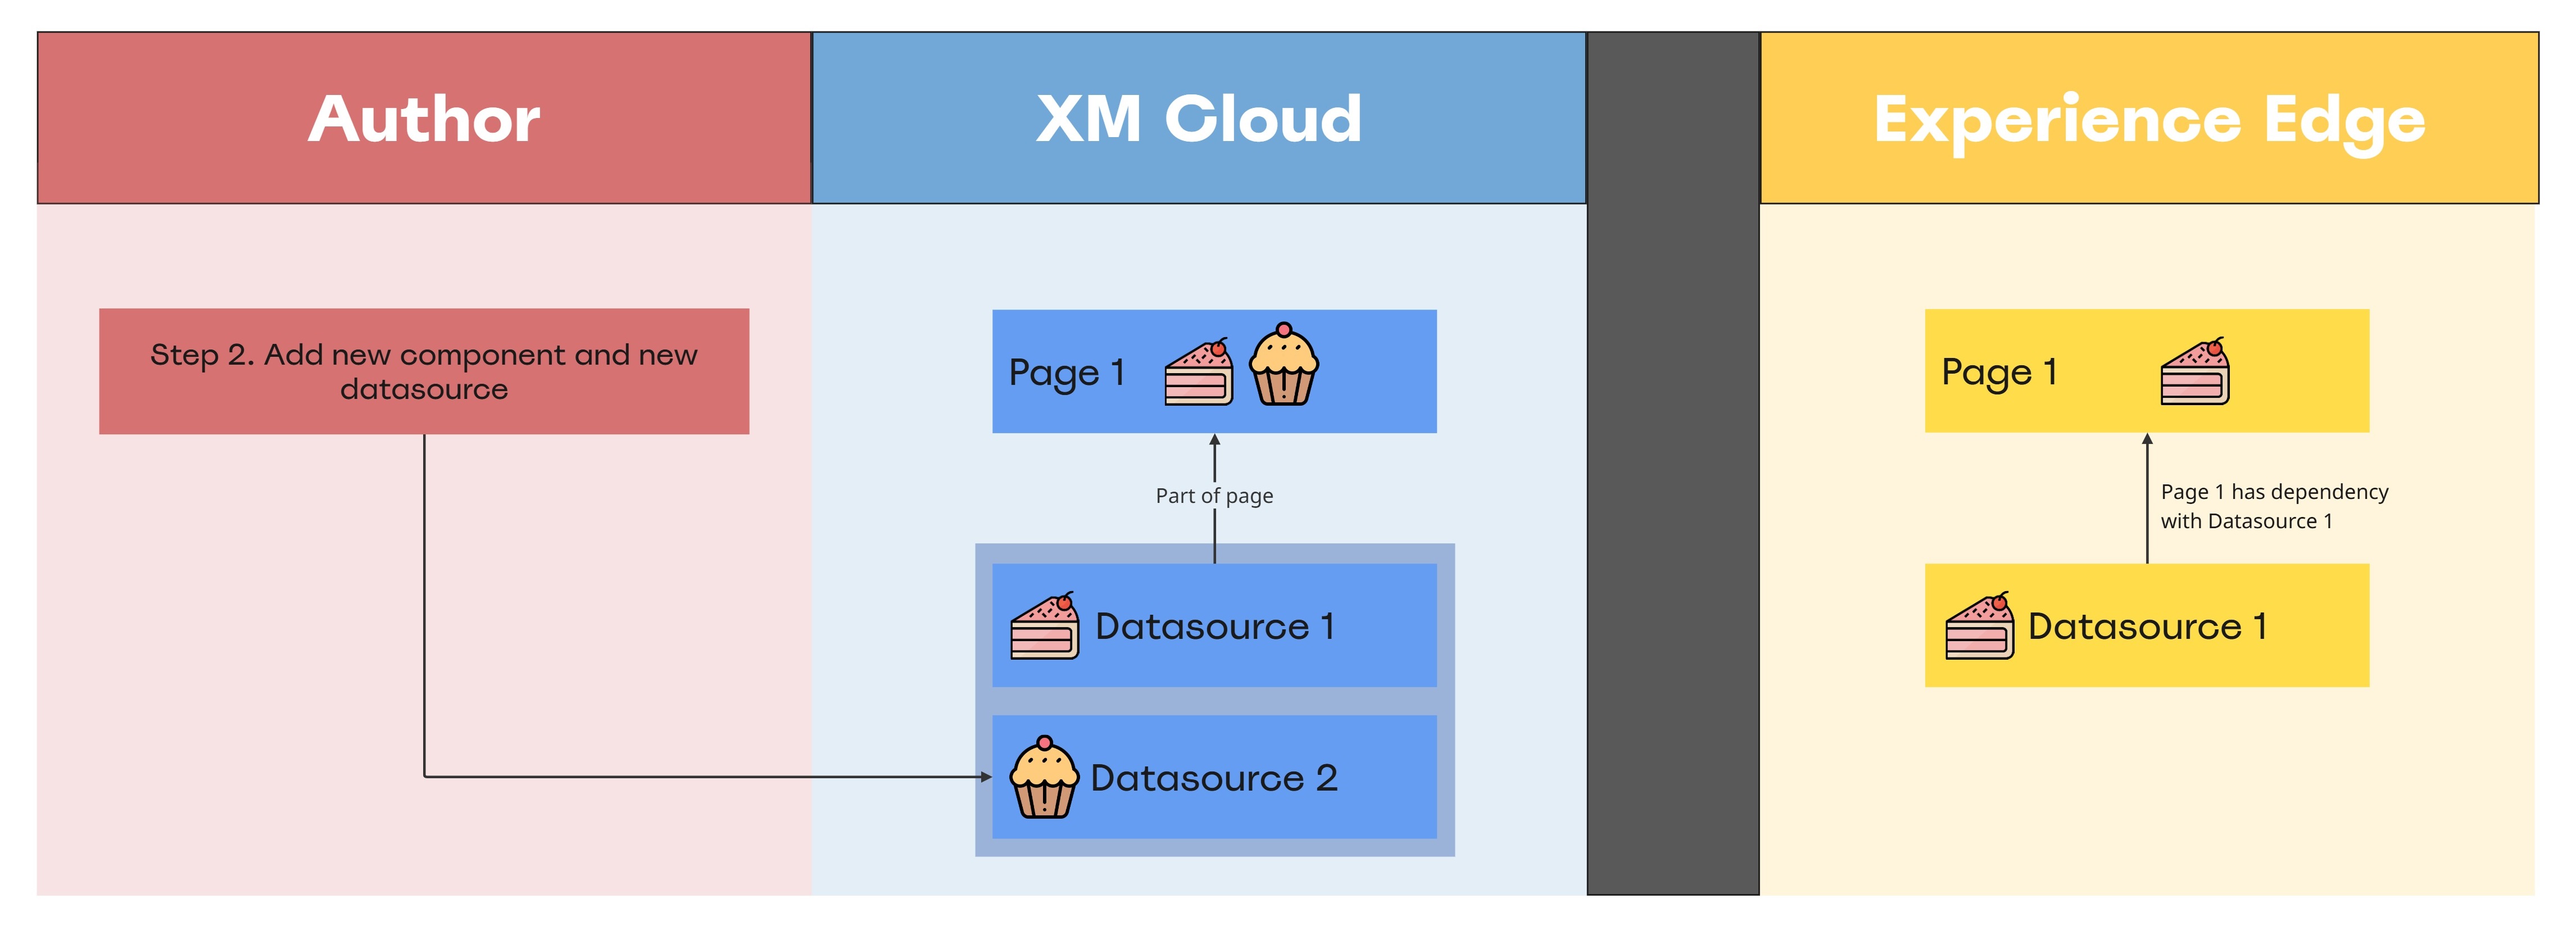 Author
XM Cloud
Experience Edge
Step 2. Add new component and new
datasource
Page 1
Part of page
Datasource 1
Datasource 2
Page 1
Page 1 has dependency
with Datasource 1
Datasource 1